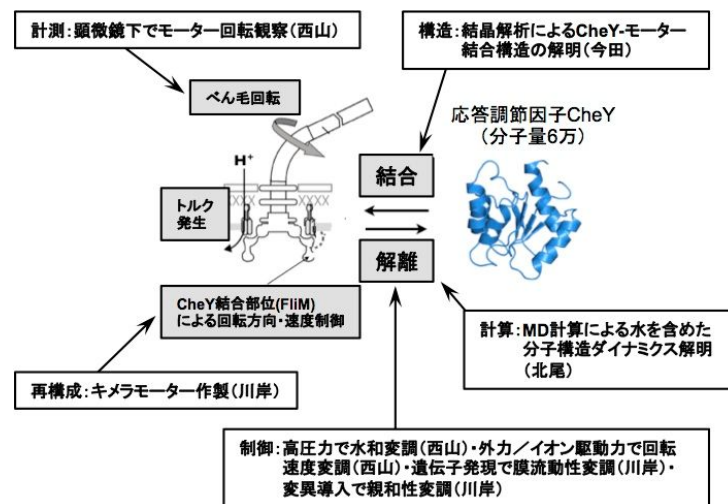 計測：顕微鏡下でモーター回転観察（西山）
構造：結晶解析によるCheY-モーター
結合構造の解明（今田）
べん毛回転
応答調節因子CheY
（分子量6万）
H+
結合
トルク
発生
解離
CheY結合部位(FliM)
による回転方向・速度制御
計算：MD計算による水を含めた
分子構造ダイナミクス解明
（北尾）
再構成：キメラモーター作製（川岸）
制御：高圧力で水和変調（西山）・外力／イオン駆動力で回転
速度変調（西山）・遺伝子発現で膜流動性変調（川岸）・
変異導入で親和性変調（川岸）